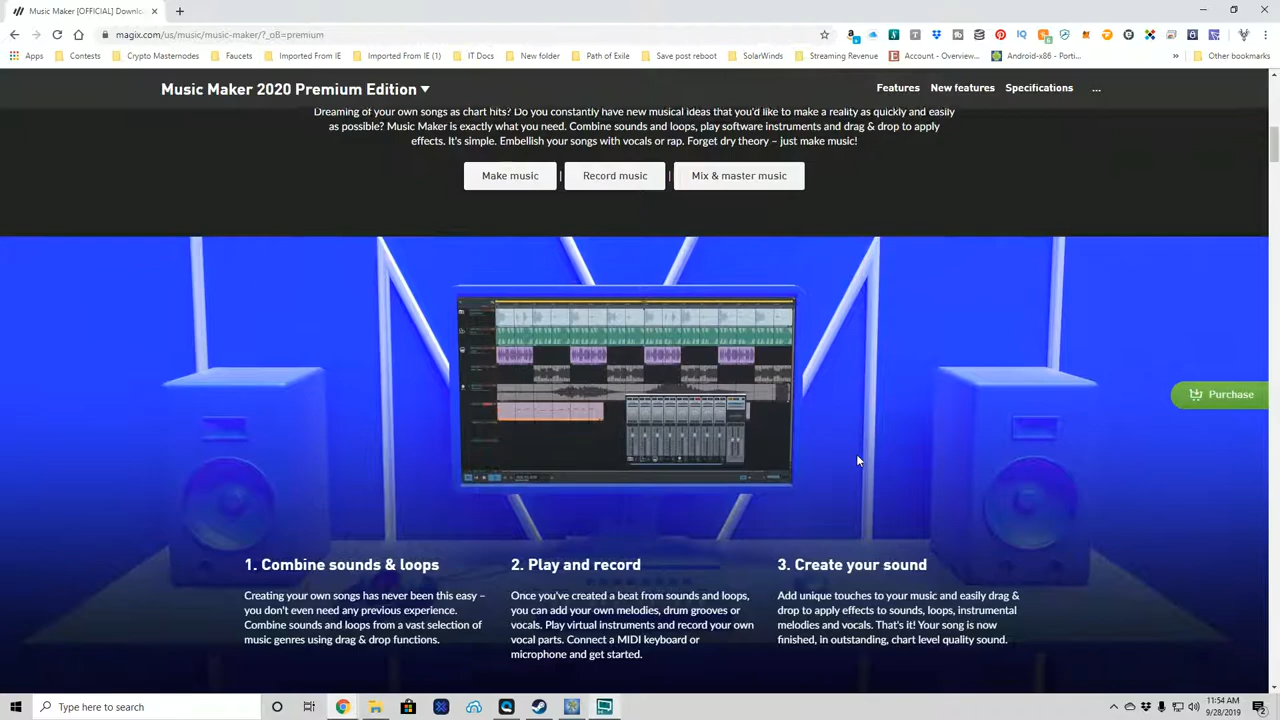 Music Maker [OFFICIAL] Downlo
magix.com/us/music/music-maker/?_oB=premium
Apps
Contests
Crypto Masternodes
Faucets
Imported From IE
Imported From IE (1)
IT Docs
New folder
Path of Exile
Save post reboot
SolarWinds
Streaming Revenue
Account - Overview...
Android-x86 - Porti...
»
Other bookmarks
Music Maker 2020 Premium Edition
Features
New features
Specifications
...
Dreaming of your own songs as chart hits? Do you constantly have new musical ideas that you'd like to make a reality as quickly and easily
as possible? Music Maker is exactly what you need. Combine sounds and loops, play software instruments and drag & drop to apply
effects. It's simple. Embellish your songs with vocals or rap. Forget dry theory – just make music!
Make music | Record music | Mix & master music
Purchase
1. Combine sounds & loops
Creating your own songs has never been this easy –
you don't even need any previous experience.
Combine sounds and loops from a vast selection of
music genres using drag & drop functions.
2. Play and record
Once you've created a beat from sounds and loops,
you can add your own melodies, drum grooves or
vocals. Play virtual instruments and record your own
vocal parts. Connect a MIDI keyboard or
microphone and get started.
3. Create your sound
Add unique touches to your music and easily drag &
drop to apply effects to sounds, loops, instrumental
melodies and vocals. That's it! Your song is now
finished, in outstanding, chart level quality sound.
Type here to search
11:54 AM
9/28/2019
2